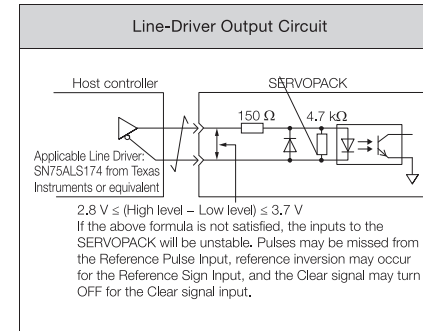 Line-Driver Output Circuit
Host controller
SERVOPACK
150 Ω
4.7 kΩ
Applicable Line Driver:
SN75ALS174 from Texas
Instruments or equivalent
2.8 V ≤ (High level – Low level) ≤ 3.7 V
If the above formula is not satisfied, the inputs to the
SERVOPACK will be unstable. Pulses may be missed from
the Reference Pulse Input, reference inversion may occur
for the Reference Sign Input, and the Clear signal may turn
OFF for the Clear signal input.